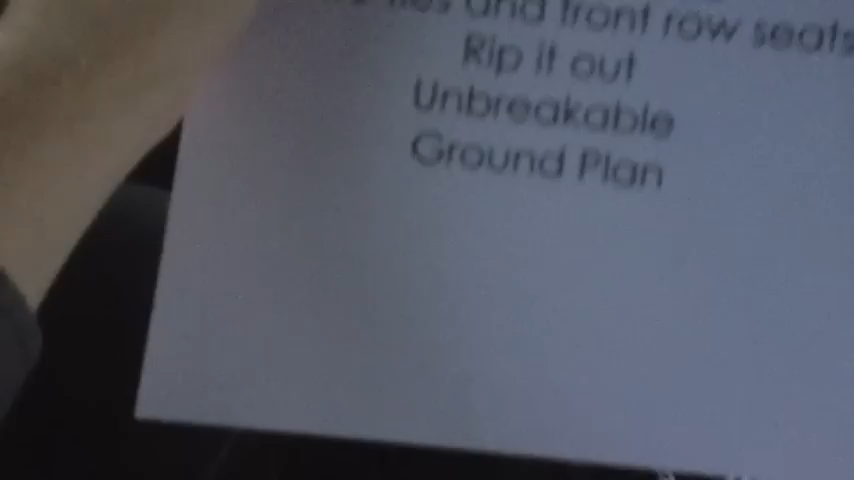 and front row seats
Rip it out
Unbreakable
Ground Plan